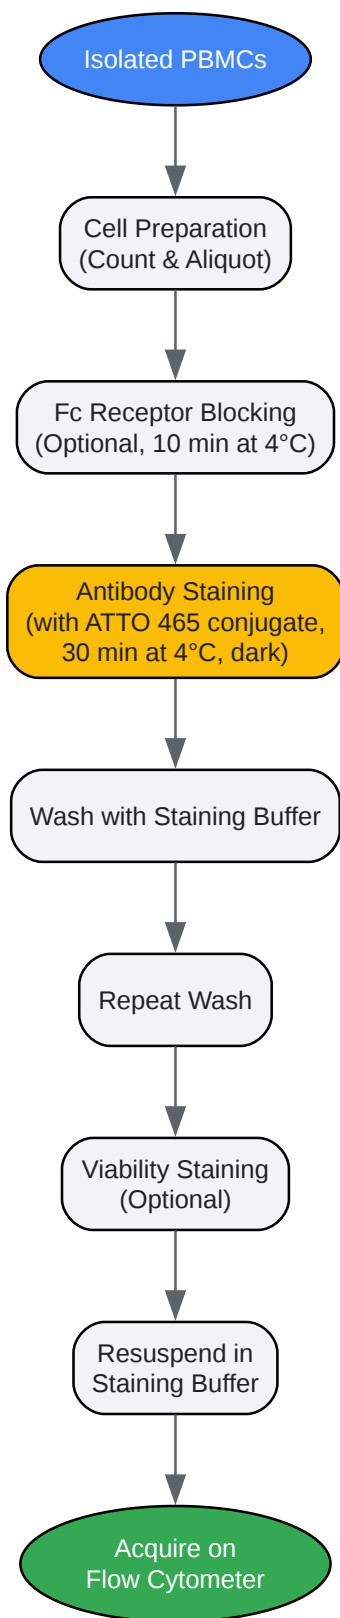 Isolated PBMCs
Cell Preparation
(Count & Aliquot)
Fc Receptor Blocking
(Optional, 10 min at 4°C)
Antibody Staining
(with ATTO 465 conjugate,
30 min at 4°C, dark)
Wash with Staining Buffer
Repeat Wash
Viability Staining
(Optional)
Resuspend in
Staining Buffer
Acquire on
Flow Cytometer